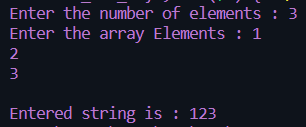 Enter the number of elements : 3
Enter the array Elements : 1
2
3
Entered string is : 123